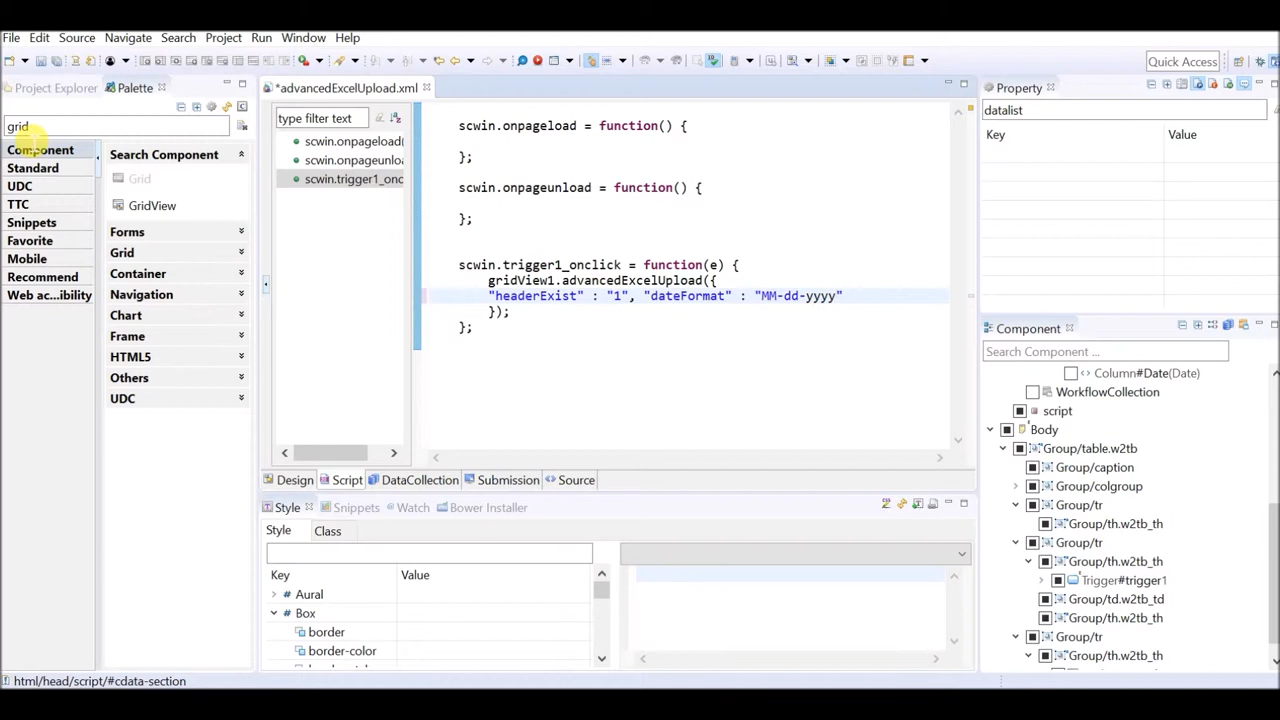 File Edit Source Navigate Search Project Run Window Help
Quick Access
Project Explorer Palette
grid
Component
Standard
UDC
TTC
Snippets
Favorite
Mobile
Recommend
Web ac...ibility
Search Component
Grid
GridView
Forms
Grid
Container
Navigation
Chart
Frame
HTML5
Others
UDC
*advancedExcelUpload.xml
type filter text
scwin.onpageload(
scwin.onpageunloa
scwin.trigger1_onc
scwin.onpageload = function() {
};
scwin.onpageunload = function() {
};
scwin.trigger1_onclick = function(e) {
gridView1.advancedExcelUpload({
"headerExist" : "1", "dateFormat" : "MM-dd-yyyy"
});
};
Design Script DataCollection Submission Source
Style Snippets Watch Bower Installer
Style Class
Key Value
Aural
Box
border
border-color
Property
datalist
Key Value
Component
Search Component ...
Column#Date(Date)
WorkflowCollection
script
Body
Group/table.w2tb
Group/caption
Group/colgroup
Group/tr
Group/th.w2tb_th
Group/tr
Group/th.w2tb_th
Trigger#trigger1
Group/td.w2tb_td
Group/th.w2tb_th
Group/tr
Group/th.w2tb_th
html/head/script/#cdata-section